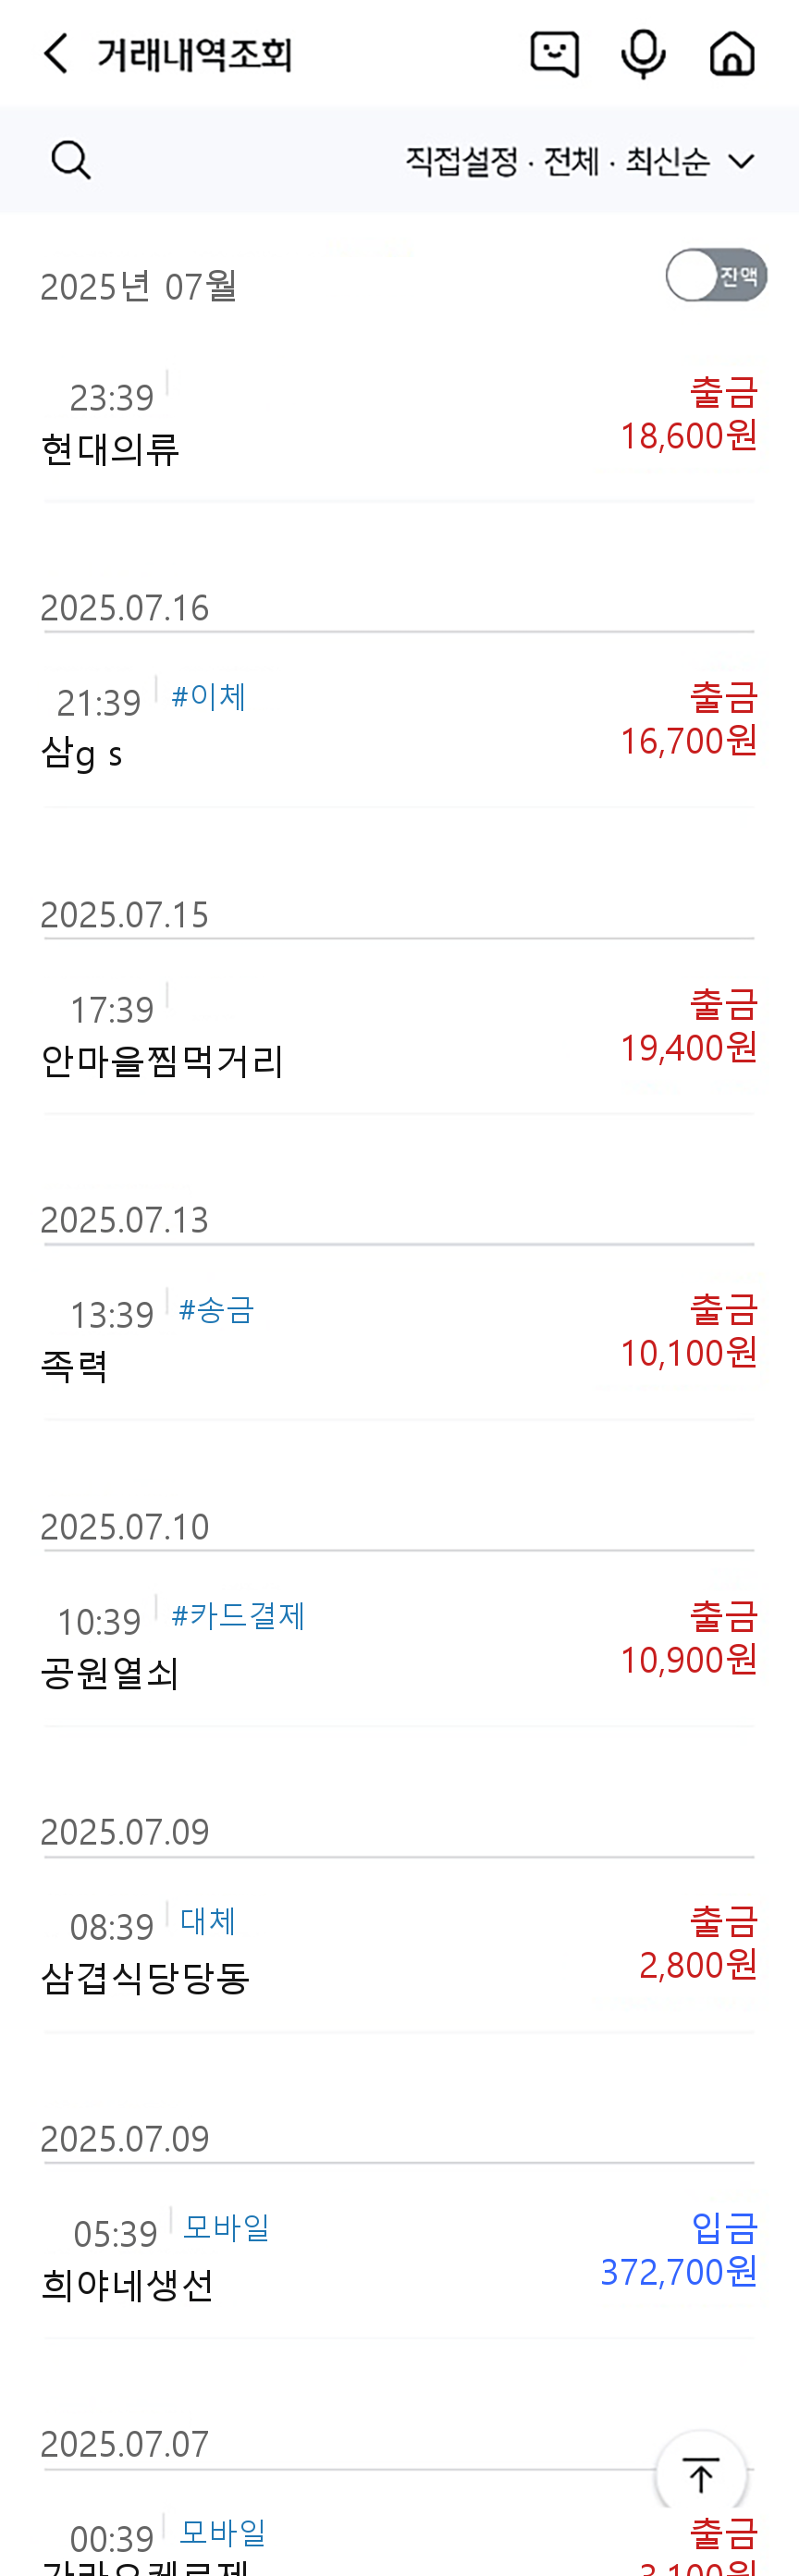 거래내역조회
직접설정 · 전체 · 최신순
2025년 07월
잔액
23:39
출금
현대의류
18,600원
2025.07.16
21:39 #이체
출금
삼g s
16,700원
2025.07.15
17:39
출금
안마을찜먹거리
19,400원
2025.07.13
13:39 #송금
출금
족력
10,100원
2025.07.10
10:39 #카드결제
출금
공원열쇠
10,900원
2025.07.09
08:39 대체
출금
삼겹식당당동
2,800원
2025.07.09
05:39 모바일
입금
희야네생선
372,700원
2025.07.07
00:39 모바일
출금
3,100원